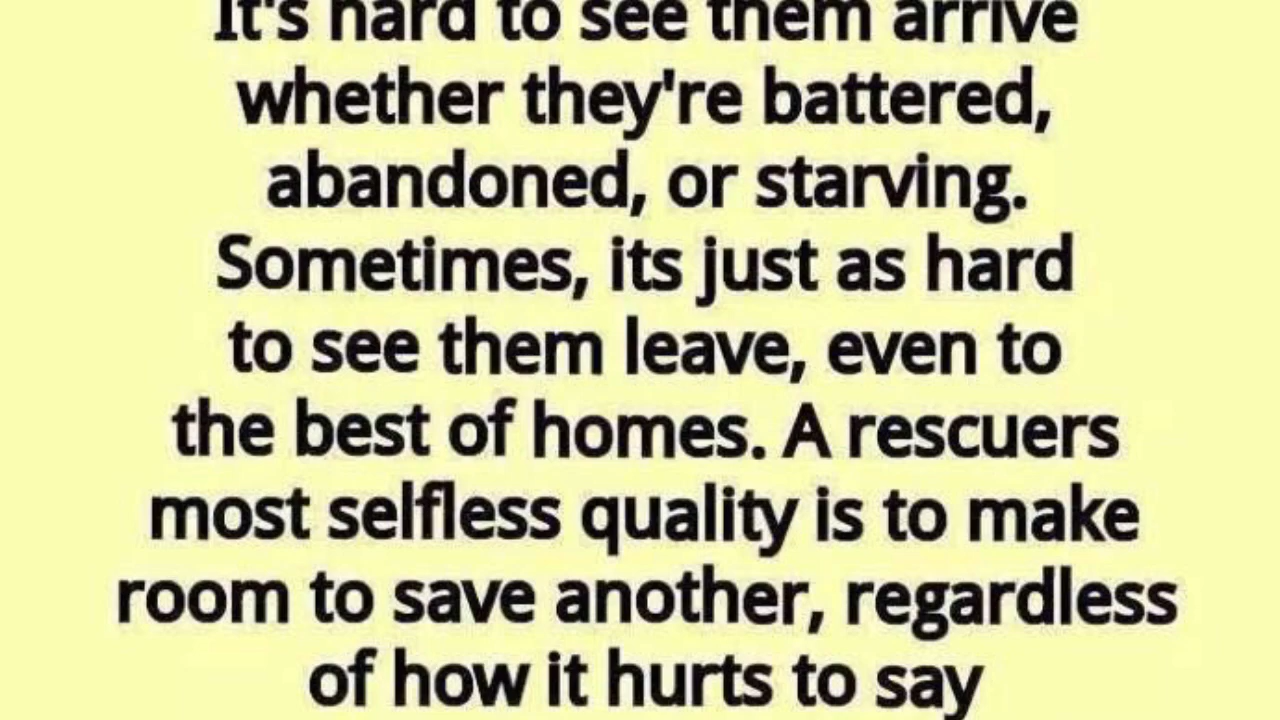 It's hard to see them arrive
whether they're battered,
abandoned, or starving.
Sometimes, its just as hard
to see them leave, even to
the best of homes. A rescuers
most selfless quality is to make
room to save another, regardless
of how it hurts to say